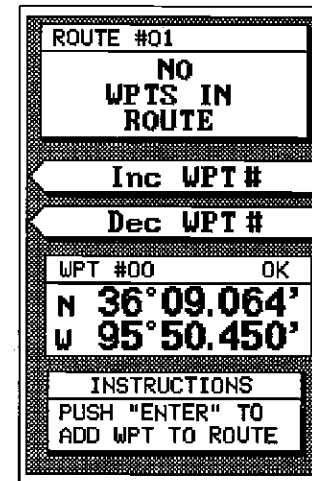 ROUTE #01
NO
WPTS IN
ROUTE
Inc WPT #
Dec WPT #
WPT #00 OK
N 36°09.064'
W 95°50.450'
INSTRUCTIONS
PUSH "ENTER" TO
ADD WPT TO ROUTE